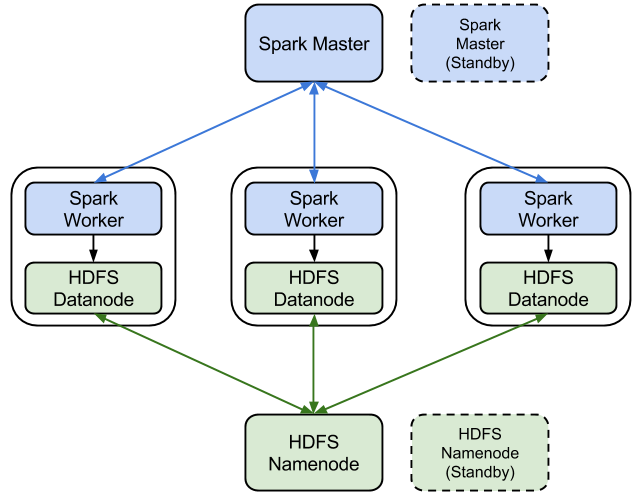 Spark Master
Spark
Master
(Standby)
Spark
Worker
Spark
Worker
Spark
Worker
HDFS
Datanode
HDFS
Datanode
HDFS
Datanode
HDFS
Namenode
HDFS
Namenode
(Standby)